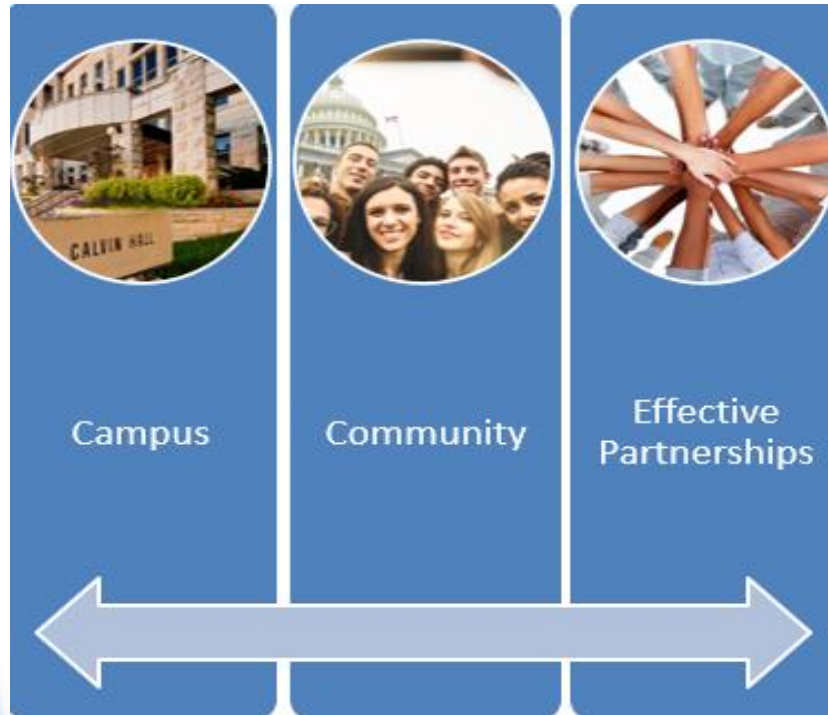 CALVIN HALL
Campus
Community
Effective
Partnerships